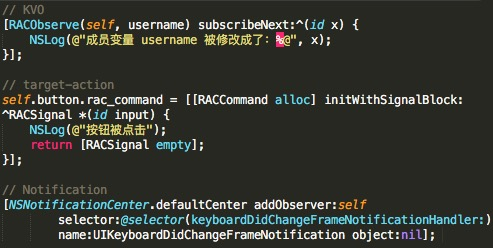 // KVO
[RACObserve(self, username) subscribeNext:^(id x) {
    NSLog(@"成员变量 username 被修改成了：%@", x);
}];

// target-action
self.button.rac_command = [[RACCommand alloc] initWithSignalBlock:
^RACSignal *(id input) {
    NSLog(@"按钮被点击");
    return [RACSignal empty];
}];

// Notification
[NSNotificationCenter.defaultCenter addObserver:self
        selector:@selector(keyboardDidChangeFrameNotificationHandler:)
        name:UIKeyboardDidChangeFrameNotification object:nil];